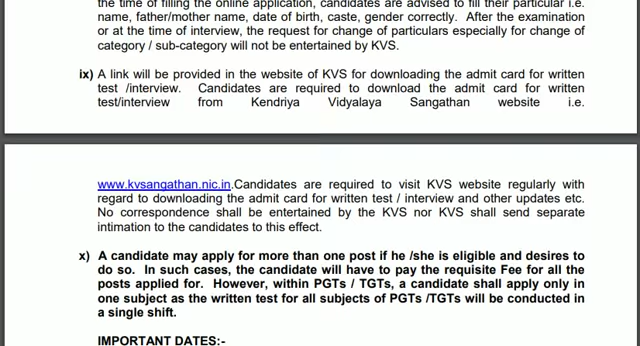 the time of filling the online application, candidates are advised to fill their particular i.e.
name, father/mother name, date of birth, caste, gender correctly. After the examination
or at the time of interview, the request for change of particulars especially for change of
category / sub-category will not be entertained by KVS.
ix) A link will be provided in the website of KVS for downloading the admit card for written
test /interview. Candidates are required to download the admit card for written
test/interview from Kendriya Vidyalaya Sangathan website i.e.
www.kvsangathan.nic.in.Candidates are required to visit KVS website regularly with
regard to downloading the admit card for written test / interview and other updates etc.
No correspondence shall be entertained by the KVS nor KVS shall send separate
intimation to the candidates to this effect.
x) A candidate may apply for more than one post if he /she is eligible and desires to
do so. In such cases, the candidate will have to pay the requisite Fee for all the
posts applied for. However, within PGTs / TGTs, a candidate shall apply only in
one subject as the written test for all subjects of PGTs /TGTs will be conducted in
a single shift.
IMPORTANT DATES:-